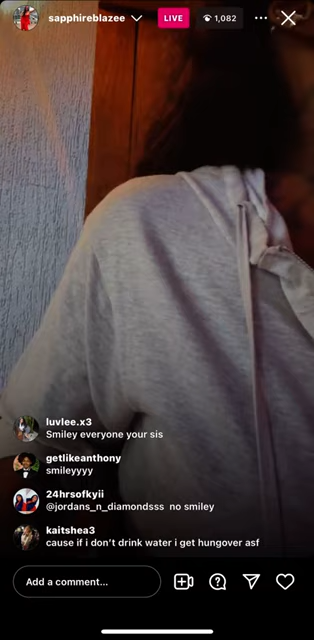 sapphireblazee LIVE 1,082
luvlee.x3
Smiley everyone your sis
getlikeanthony
smileyyyy
24hrsofkyii
@jordans_n_diamondsss no smiley
kaitshea3
cause if i don't drink water i get hungover asf
Add a comment...